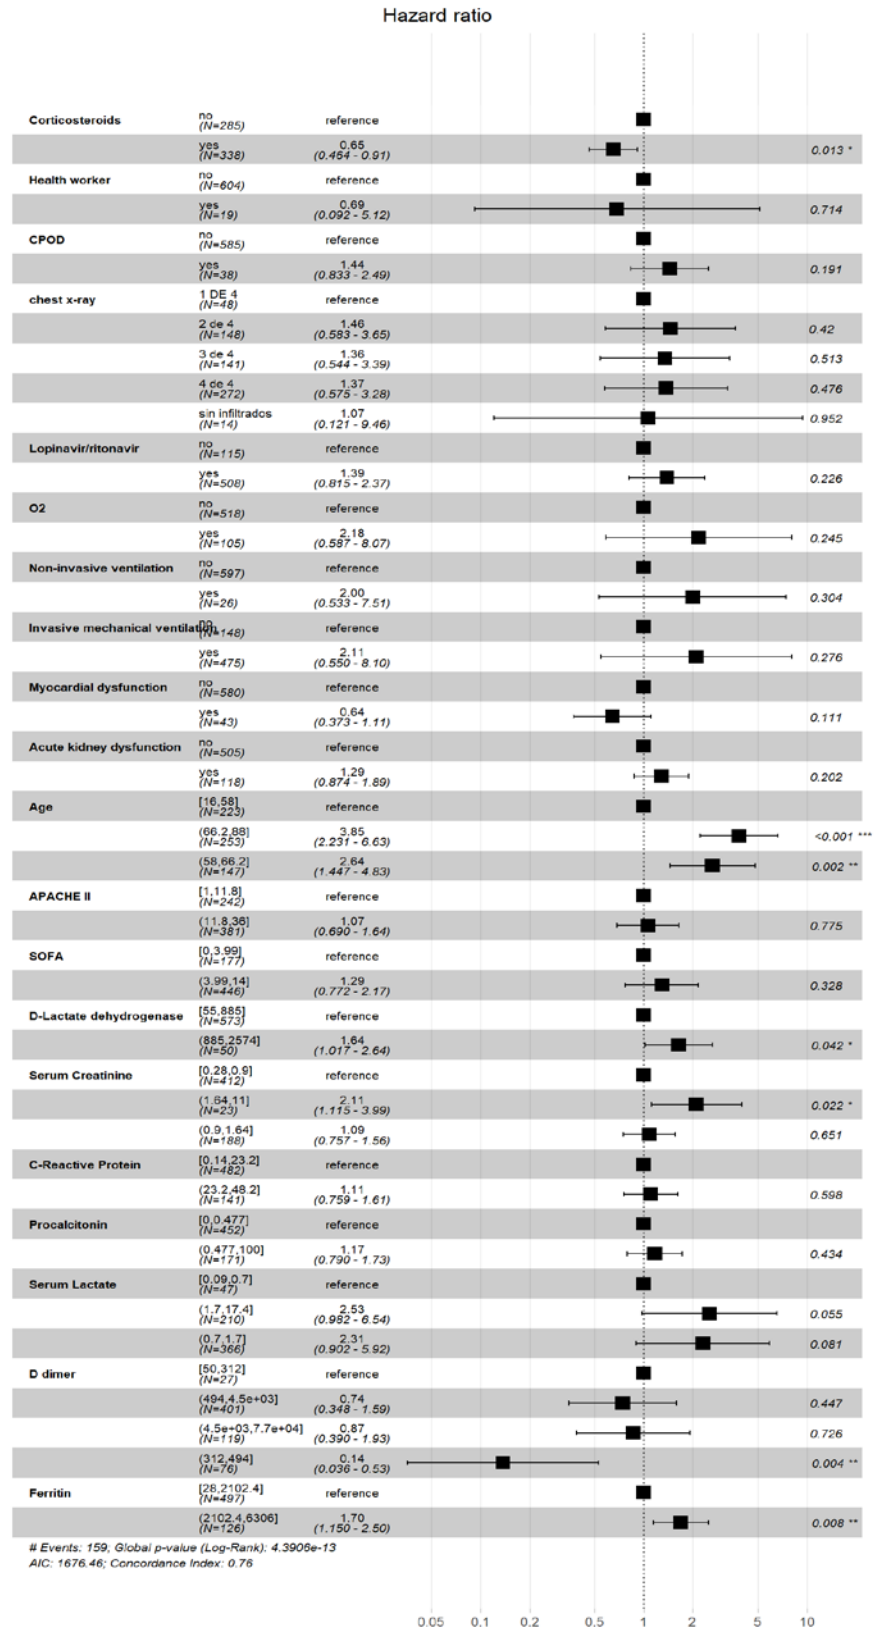 Hazard ratio
Corticosteroids no (N=285) reference
yes (N=338) 0.65 (0.464 - 0.91) 0.013 *
Health worker no (N=604) reference
yes (N=19) 0.69 (0.092 - 5.12) 0.714
CPOD no (N=585) reference
yes (N=38) 1.44 (0.833 - 2.49) 0.191
chest x-ray 1 DE 4 (N=48) reference
2 de 4 (N=148) 1.46 (0.583 - 3.65) 0.42
3 de 4 (N=141) 1.36 (0.544 - 3.39) 0.513
4 de 4 (N=272) 1.37 (0.575 - 3.28) 0.476
sin infiltrados (N=14) 1.07 (0.121 - 9.46) 0.952
Lopinavir/ritonavir no (N=115) reference
yes (N=508) 1.39 (0.815 - 2.37) 0.226
O2 no (N=518) reference
yes (N=105) 2.18 (0.587 - 8.07) 0.245
Non-invasive ventilation no (N=597) reference
yes (N=26) 2.00 (0.533 - 7.51) 0.304
Invasive mechanical ventilation no (N=148) reference
yes (N=475) 2.11 (0.550 - 8.10) 0.276
Myocardial dysfunction no (N=580) reference
yes (N=43) 0.64 (0.373 - 1.11) 0.111
Acute kidney dysfunction no (N=505) reference
yes (N=118) 1.29 (0.874 - 1.89) 0.202
Age [16,58] (N=223) reference
(66.2,88] (N=253) 3.85 (2.231 - 6.63) <0.001 ***
(58,66.2] (N=147) 2.64 (1.447 - 4.83) 0.002 **
APACHE II [1,11.8] (N=242) reference
(11.8,36] (N=381) 1.07 (0.690 - 1.64) 0.775
SOFA [0,3.99] (N=177) reference
(3.99,14] (N=446) 1.29 (0.772 - 2.17) 0.328
D-Lactate dehydrogenase [55,885] (N=573) reference
(885,2574] (N=50) 1.64 (1.017 - 2.64) 0.042 *
Serum Creatinine [0.28,0.9] (N=412) reference
(1.64,11] (N=23) 2.11 (1.115 - 3.99) 0.022 *
(0.9,1.64] (N=188) 1.09 (0.757 - 1.56) 0.651
C-Reactive Protein [0.14,23.2] (N=482) reference
(23.2,48.2] (N=141) 1.11 (0.759 - 1.61) 0.598
Procalcitonin [0,0.477] (N=452) reference
(0.477,100] (N=171) 1.17 (0.790 - 1.73) 0.434
Serum Lactate [0.09,0.7] (N=47) reference
(1.7,17.4] (N=210) 2.53 (0.982 - 6.54) 0.055
(0.7,1.7] (N=366) 2.31 (0.902 - 5.92) 0.081
D dimer [50,312] (N=27) reference
(494,4.5e+03] (N=401) 0.74 (0.348 - 1.59) 0.447
(4.5e+03,7.7e+04] (N=119) 0.87 (0.390 - 1.93) 0.726
(312,494] (N=76) 0.14 (0.036 - 0.53) 0.004 **
Ferritin [28,2102.4] (N=497) reference
(2102.4,6306] (N=126) 1.70 (1.150 - 2.50) 0.008 **
# Events: 159; Global p-value (Log-Rank): 4.3906e-13
AIC: 1676.46; Concordance Index: 0.76
0.05 0.1 0.2 0.5 1 2 5 10